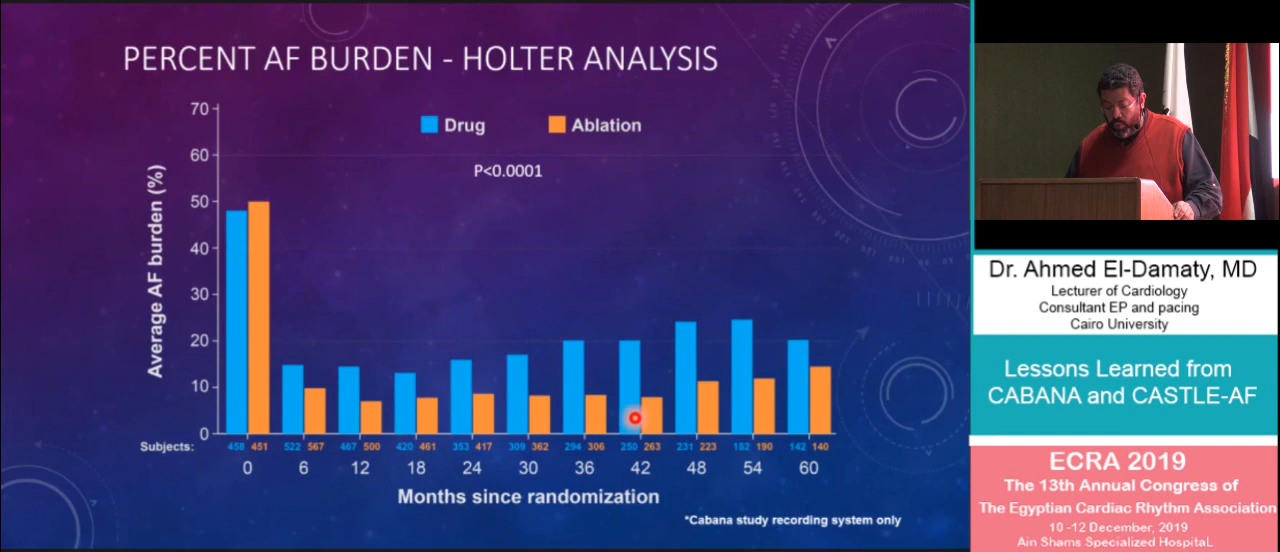 PERCENT AF BURDEN - HOLTER ANALYSIS
70
60
50
40
30
20
10
0
Average AF burden (%)
Drug
Ablation
P<0.0001
Subjects: 458 451 522 567 467 500 420 461 353 417 309 362 294 306 250 263 231 223 182 190 142 140
0 6 12 18 24 30 36 42 48 54 60
Months since randomization
*Cabana study recording system only
Dr. Ahmed El-Damaty, MD
Lecturer of Cardiology
Consultant EP and pacing
Cairo University
Lessons Learned from
CABANA and CASTLE-AF
ECRA 2019
The 13th Annual Congress of
The Egyptian Cardiac Rhythm Association
10 -12 December, 2019
Ain Shams Specialized HospitaL